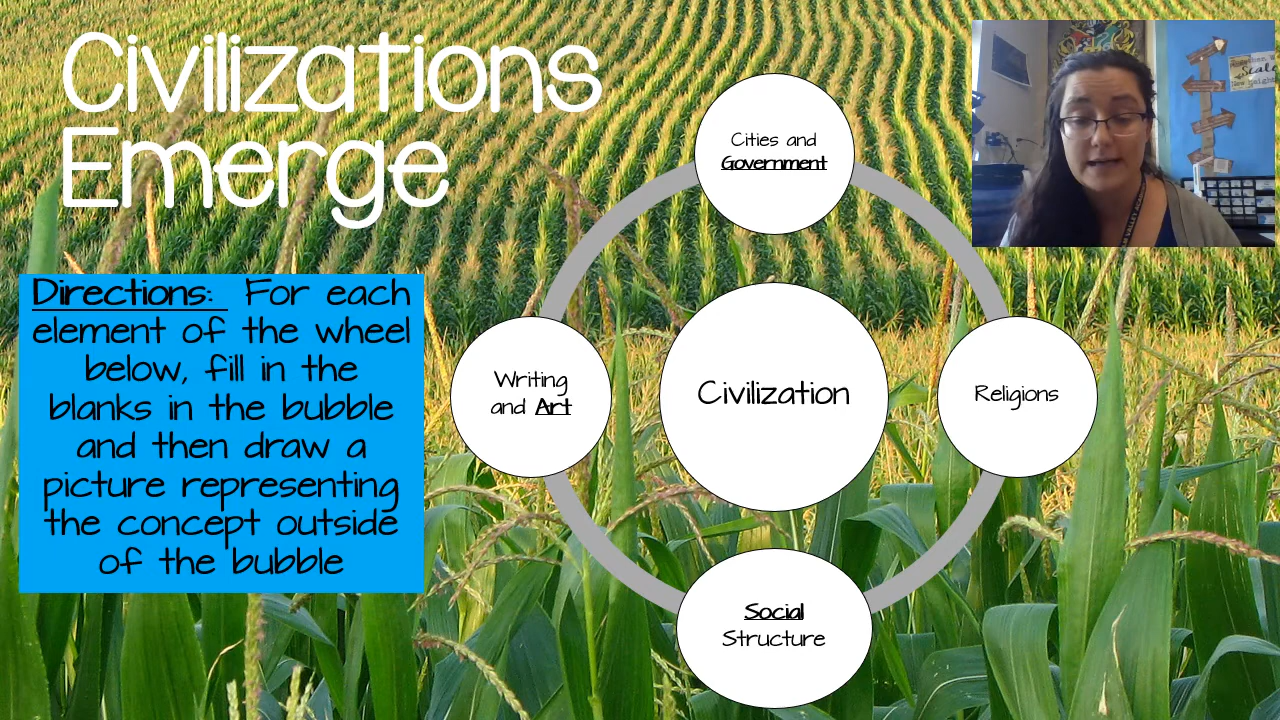 Civilizations
Emerge
Directions: For each
element of the wheel
below, fill in the
blanks in the bubble
and then draw a
picture representing
the concept outside
of the bubble
Cities and
Government
Writing
and Art
Civilization
Religions
Social
Structure